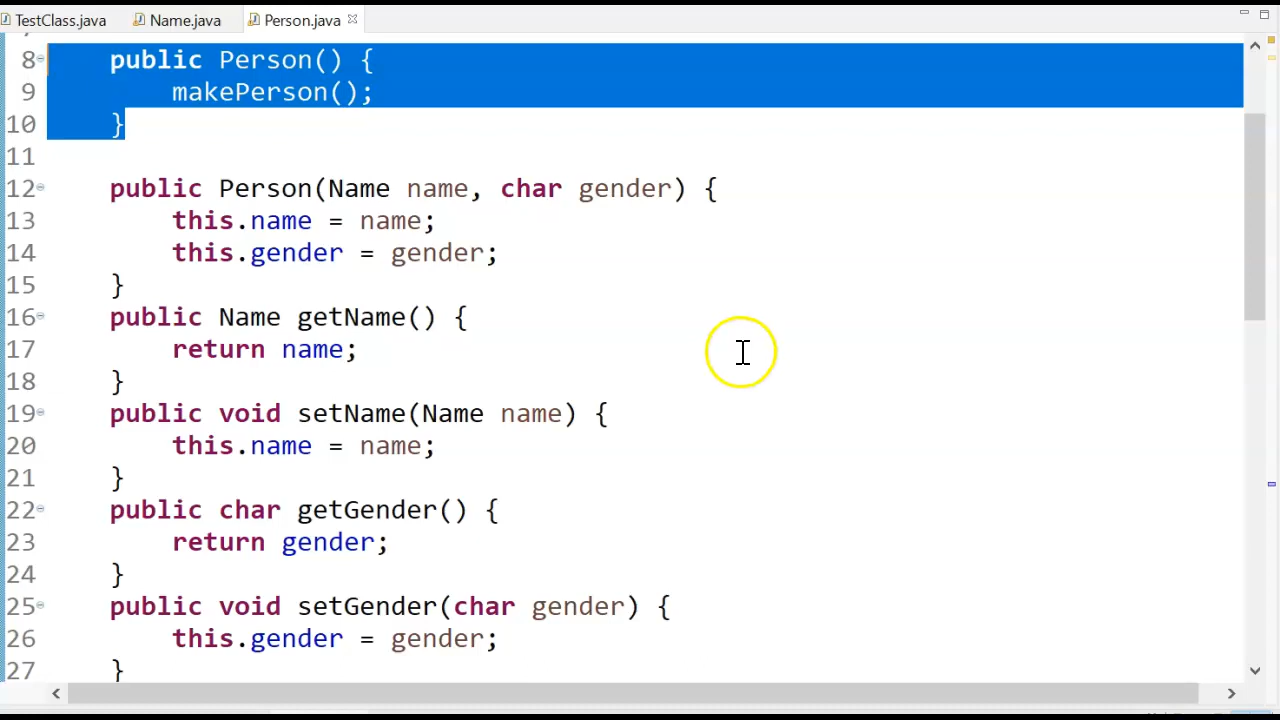 TestClass.java Name.java Person.java
8 public Person() {
9 makePerson();
10 }
11
12 public Person(Name name, char gender) {
13 this.name = name;
14 this.gender = gender;
15 }
16 public Name getName() {
17 return name;
18 }
19 public void setName(Name name) {
20 this.name = name;
21 }
22 public char getGender() {
23 return gender;
24 }
25 public void setGender(char gender) {
26 this.gender = gender;
27 }